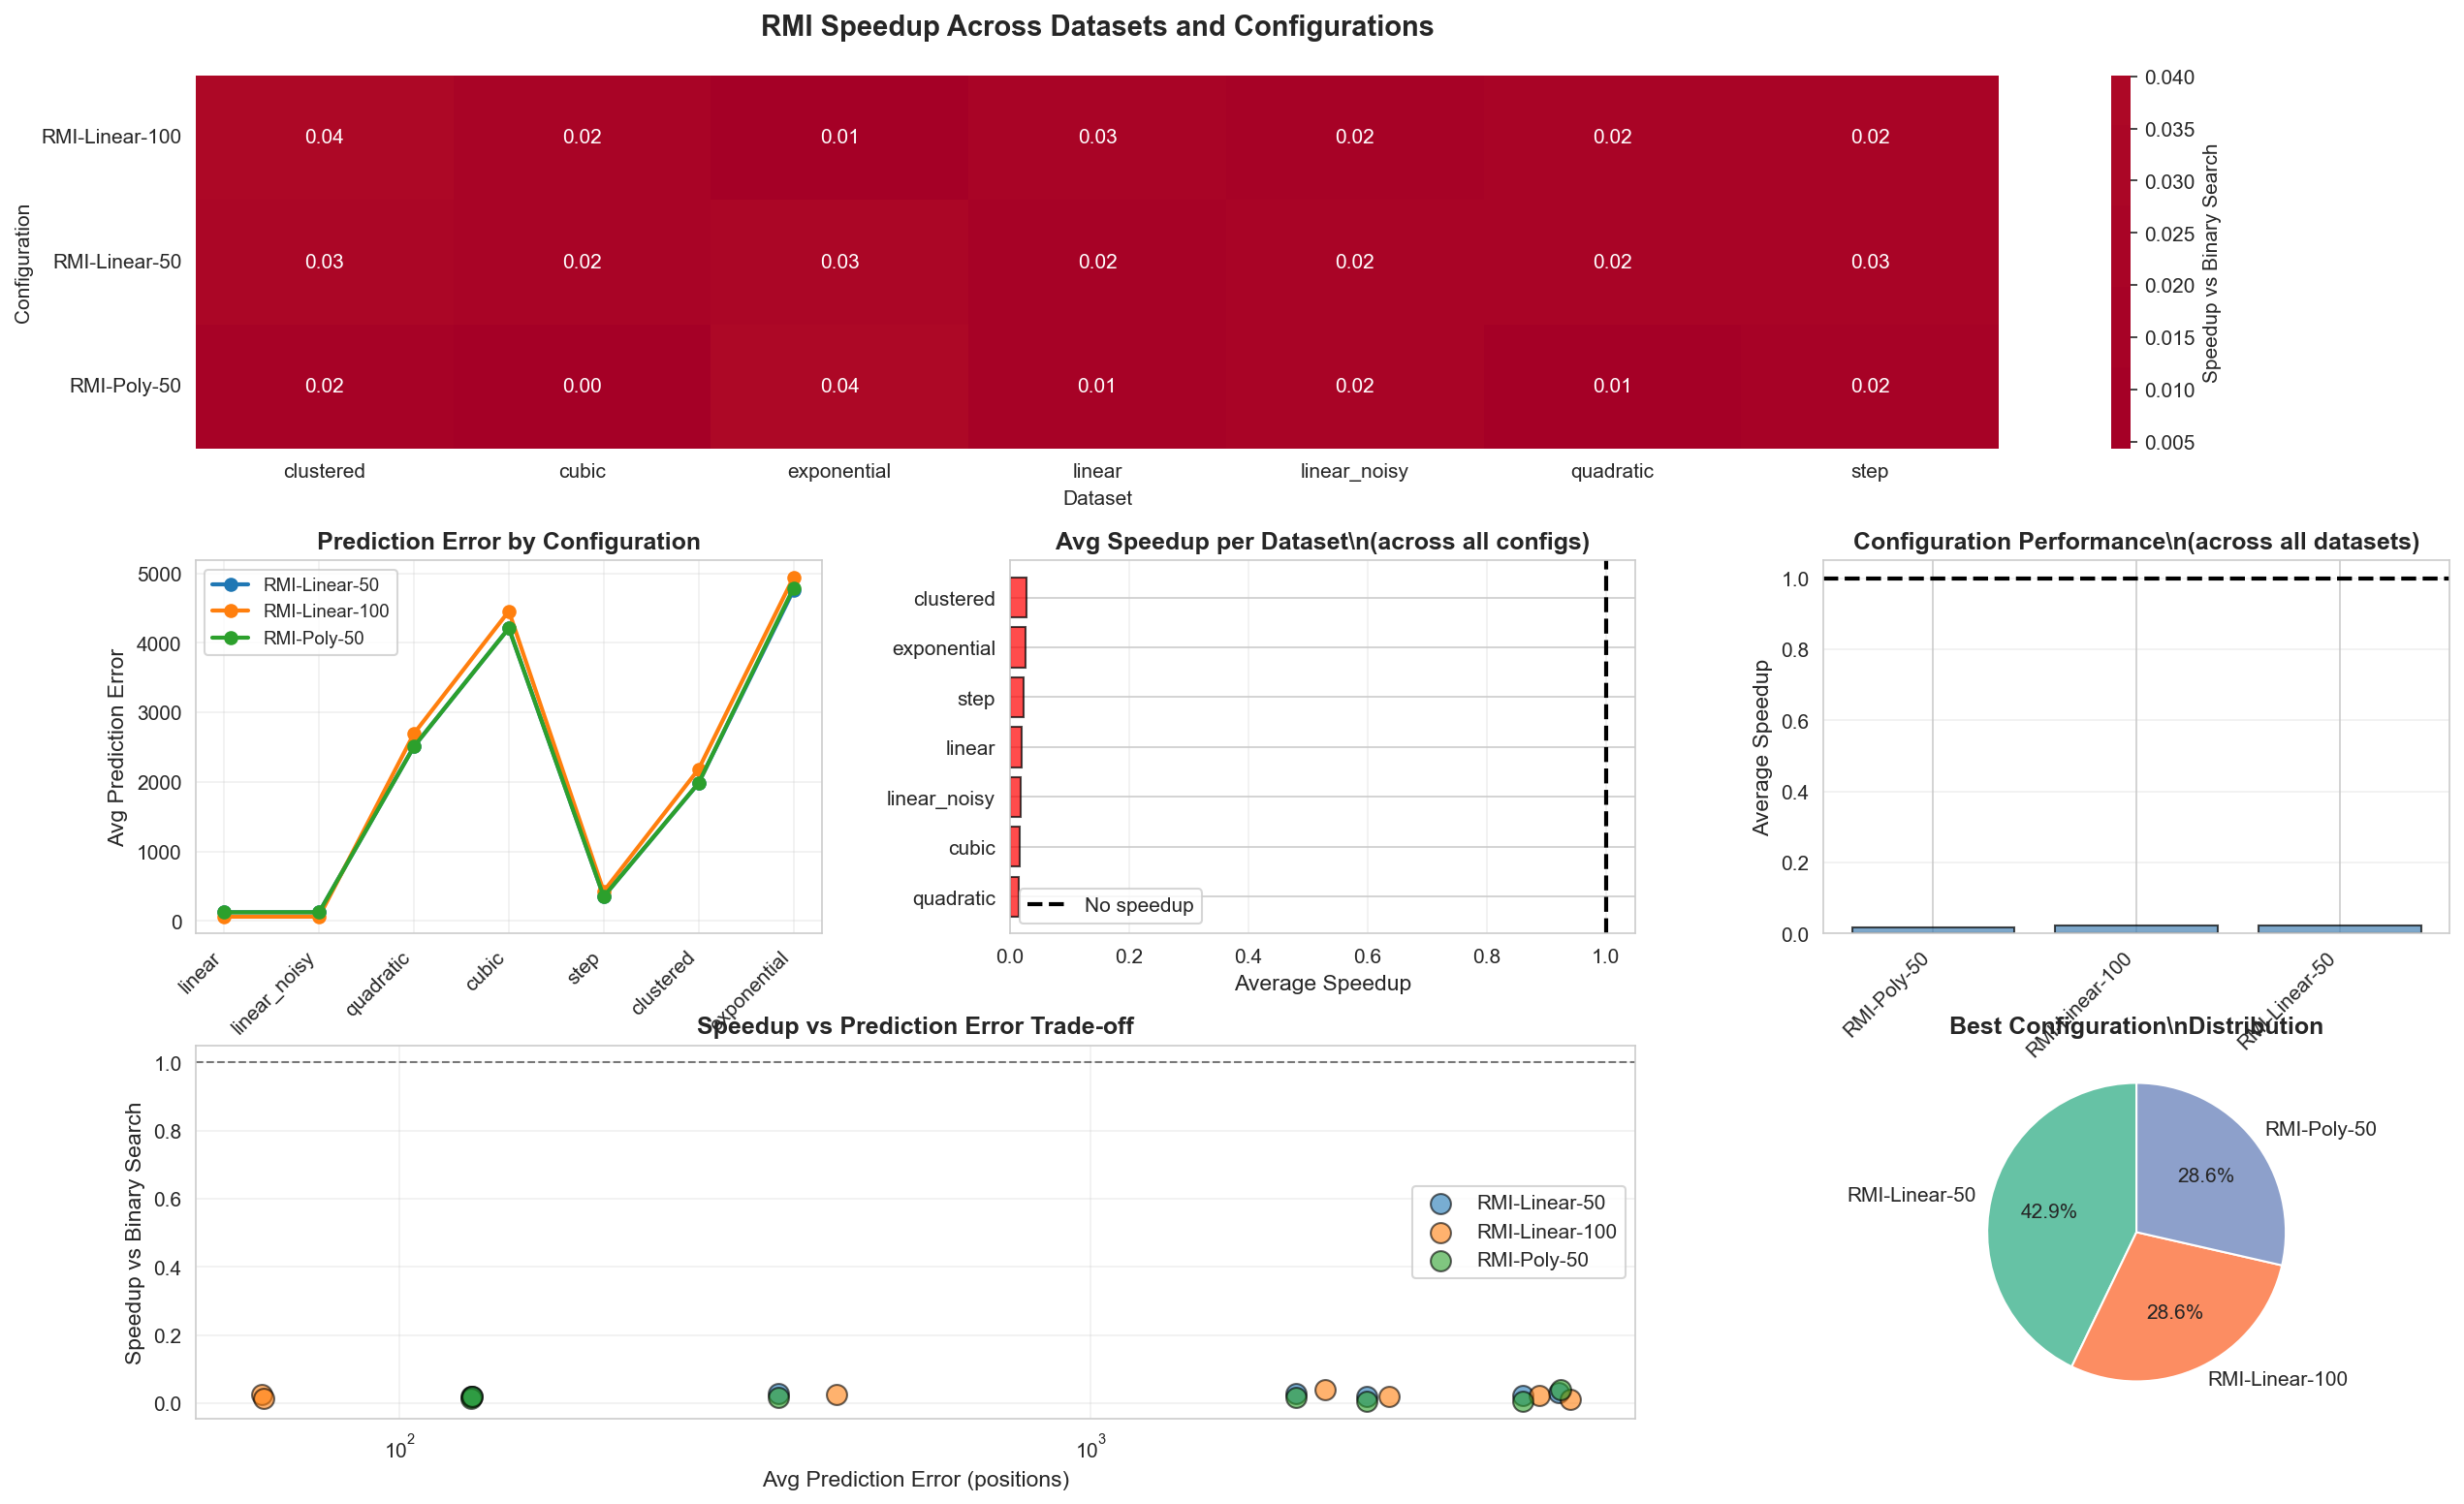 RMI Speedup Across Datasets and Configurations
Configuration
RMI-Linear-100
0.04 0.02 0.01 0.03 0.02 0.02 0.02
RMI-Linear-50
0.03 0.02 0.03 0.02 0.02 0.02 0.03
RMI-Poly-50
0.02 0.00 0.04 0.01 0.02 0.01 0.02
clustered cubic exponential linear linear_noisy quadratic step
Dataset
0.040
0.035
0.030
0.025
0.020
0.015
0.010
0.005
Speedup vs Binary Search
Prediction Error by Configuration
Avg Prediction Error
5000
4000
3000
2000
1000
0
RMI-Linear-50
RMI-Linear-100
RMI-Poly-50
linear
linear_noisy
quadratic
cubic
step
clustered
exponential
Avg Speedup per Dataset\n(across all configs)
clustered
exponential
step
linear
linear_noisy
cubic
quadratic
No speedup
0.0 0.2 0.4 0.6 0.8 1.0
Average Speedup
Configuration Performance\n(across all datasets)
Average Speedup
1.0
0.8
0.6
0.4
0.2
0.0
RMI-Poly-50
RMI-Linear-100
RMI-Linear-50
Speedup vs Prediction Error Trade-off
Speedup vs Binary Search
1.0
0.8
0.6
0.4
0.2
0.0
RMI-Linear-50
RMI-Linear-100
RMI-Poly-50
10² 10³
Avg Prediction Error (positions)
Best Configuration\nDistribution
RMI-Poly-50
28.6%
RMI-Linear-50
42.9%
28.6%
RMI-Linear-100